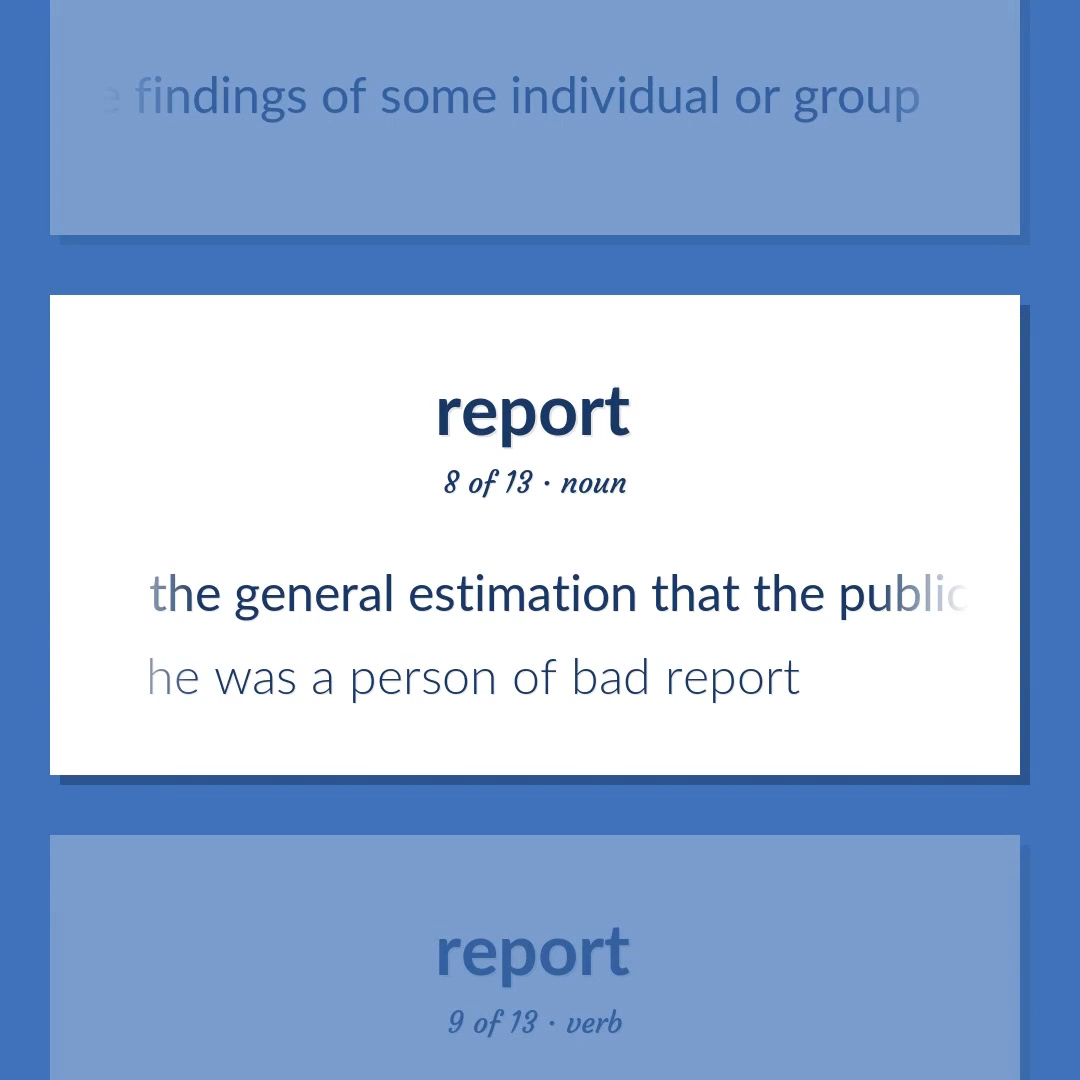 findings of some individual or group
report
8 of 13 · noun
the general estimation that the public
he was a person of bad report
report
9 of 13 · verb